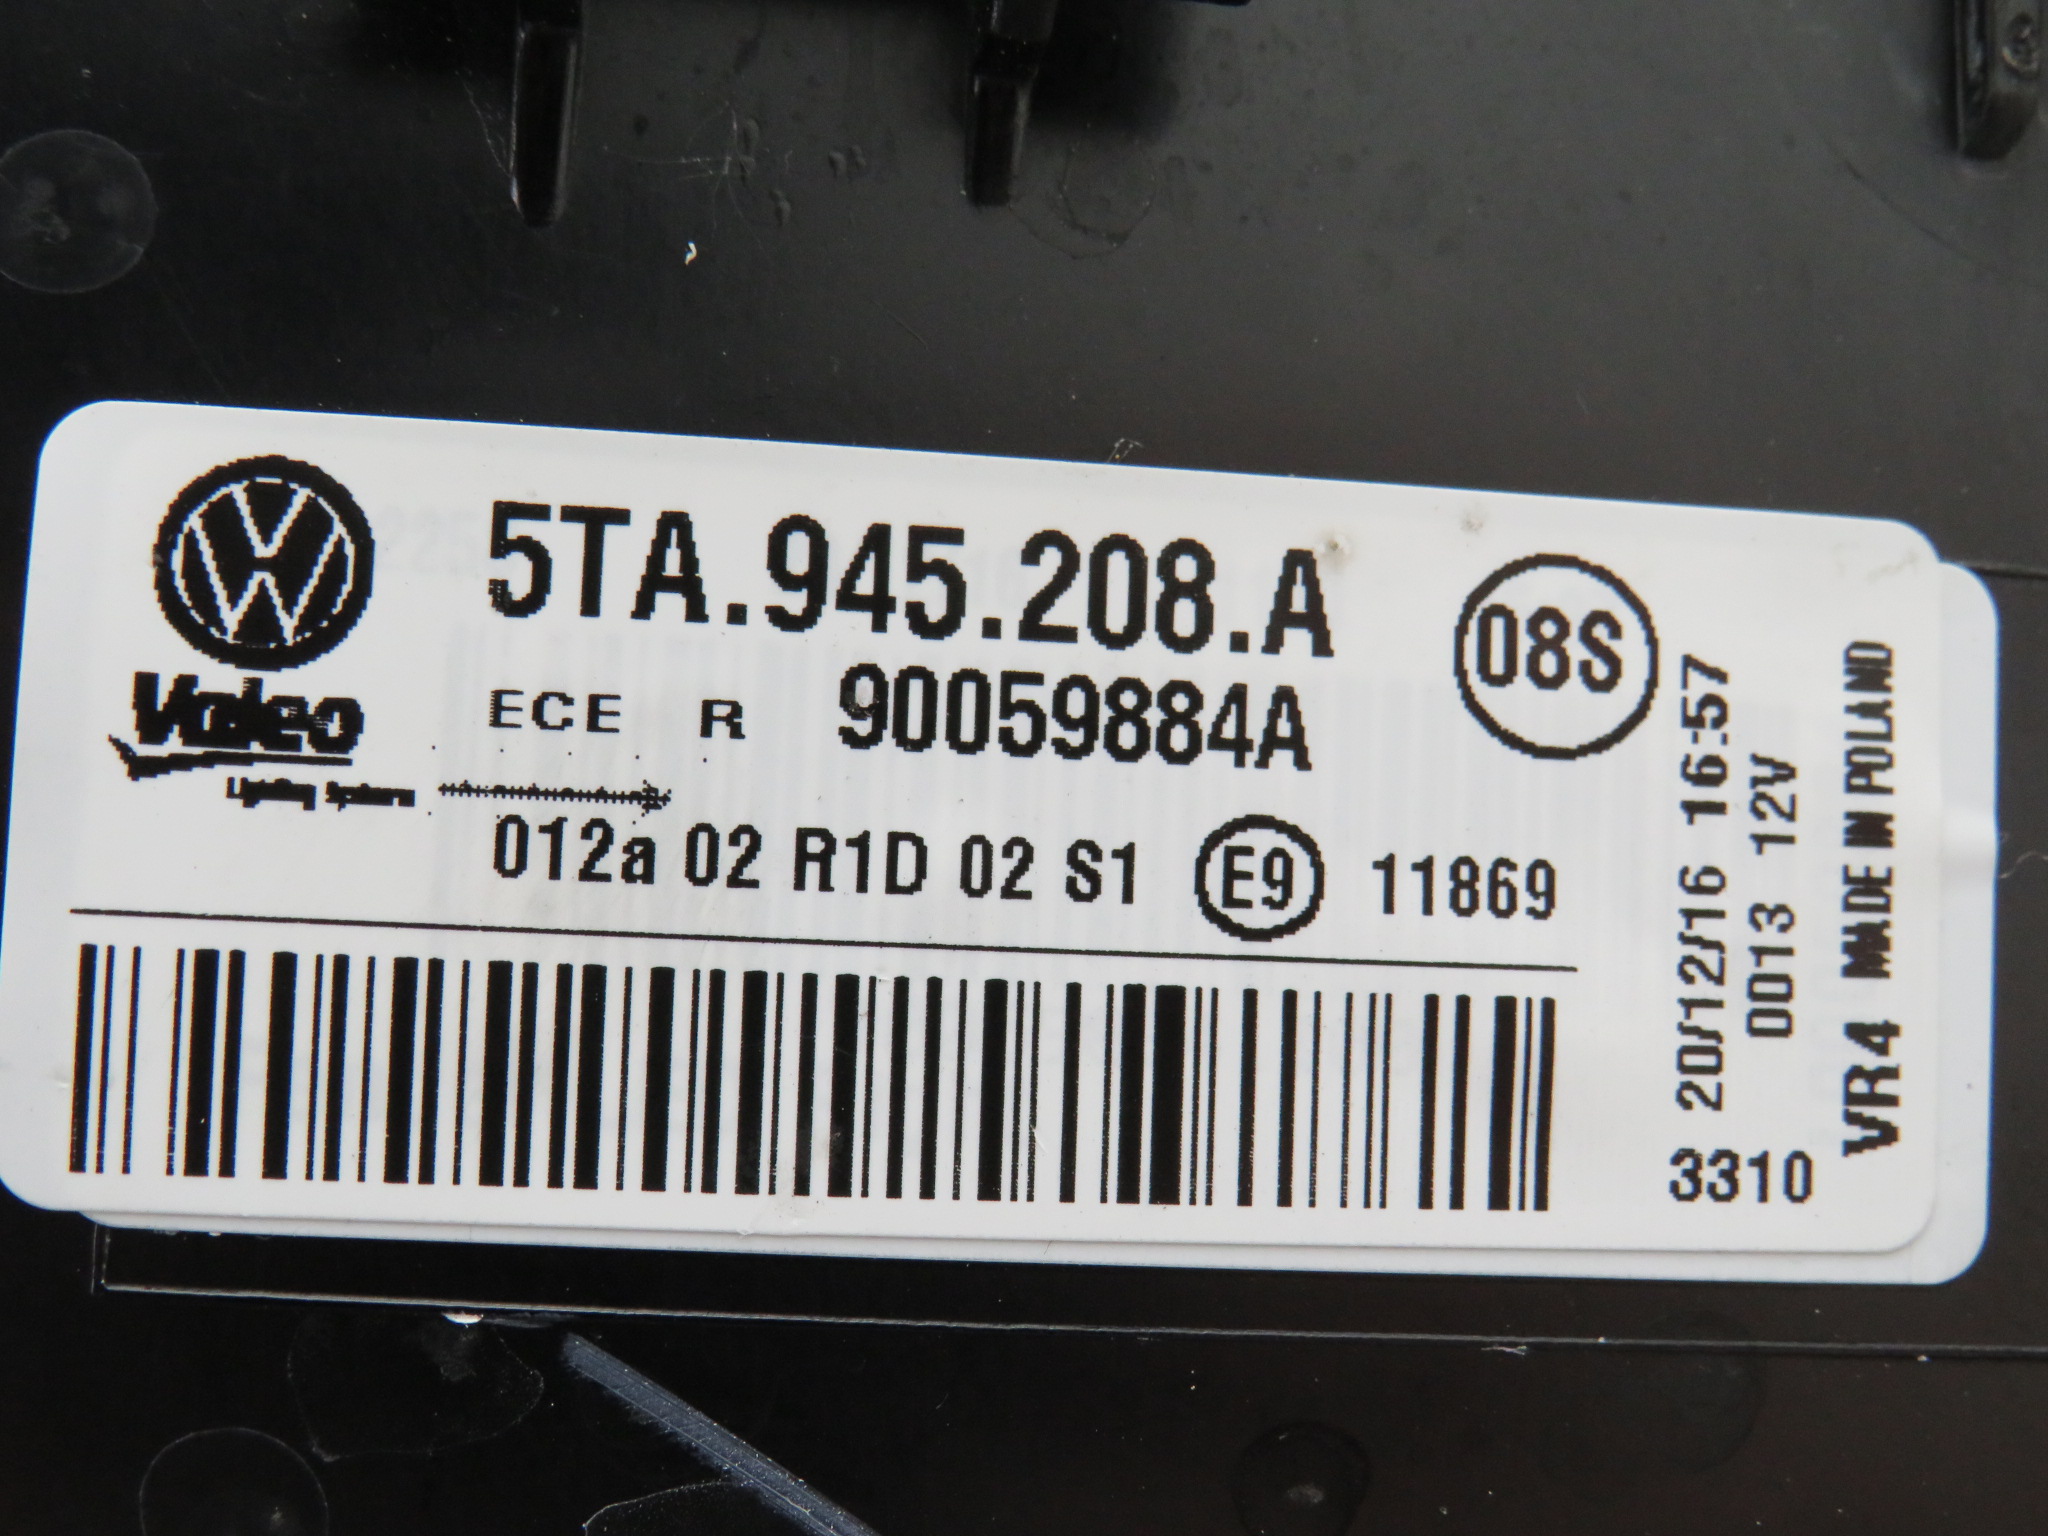 5TA.945.208.A
08S
Valeo
ECE R 90059884A
Lighting Systems
012a 02 R1D 02 S1 E9 11869
20/12/16 16:57
DD13 12V
VR4 MADE IN POLAND
3310